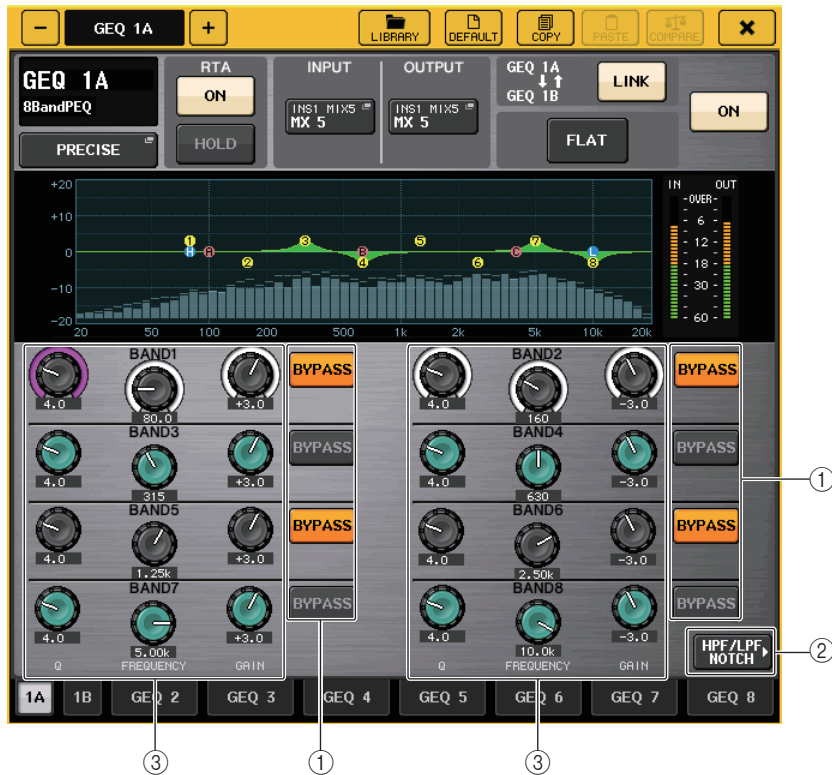 − GEQ 1A + LIBRARY DEFAULT COPY PASTE COMPARE ×
GEQ 1A
8BandPEQ
PRECISE
RTA
ON
HOLD
INPUT
INS1 MIX5
MX 5
OUTPUT
INS1 MIX5
MX 5
GEQ 1A
↓↑
GEQ 1B
LINK
FLAT
ON
+20
+10
0
-10
-20
1 H A 2 3 B 4 5 6 C 7 L 8
20 50 100 200 500 1k 2k 5k 10k 20k
IN OUT
-OVER-
- 6 -
- 12 -
- 18 -
- 30 -
- 60 -
BAND1
4.0 80.0 +3.0 BYPASS
BAND2
4.0 160 -3.0 BYPASS
BAND3
4.0 315 +3.0 BYPASS
BAND4
4.0 630 -3.0 BYPASS
BAND5
4.0 1.25k +3.0 BYPASS
BAND6
4.0 2.50k -3.0 BYPASS
BAND7
4.0 5.00k +3.0 BYPASS
BAND8
4.0 10.0k -3.0 BYPASS
Q FREQUENCY GAIN
Q FREQUENCY GAIN
HPF/LPF
NOTCH
①
②
1A 1B GEQ 2 GEQ 3 GEQ 4 GEQ 5 GEQ 6 GEQ 7 GEQ 8
③ ① ③